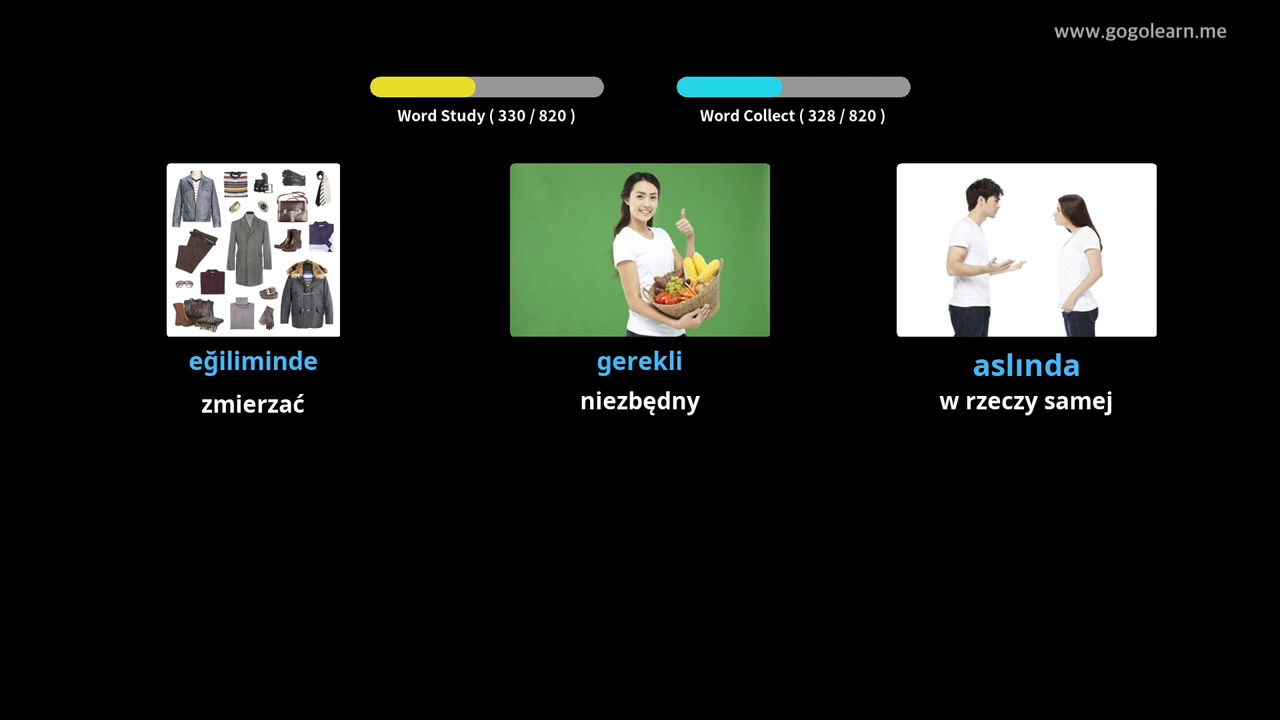 www.gogolearn.me
Word Study ( 330 / 820 )
Word Collect ( 328 / 820 )
eğiliminde
zmierzać
gerekli
niezbędny
aslında
w rzeczy samej